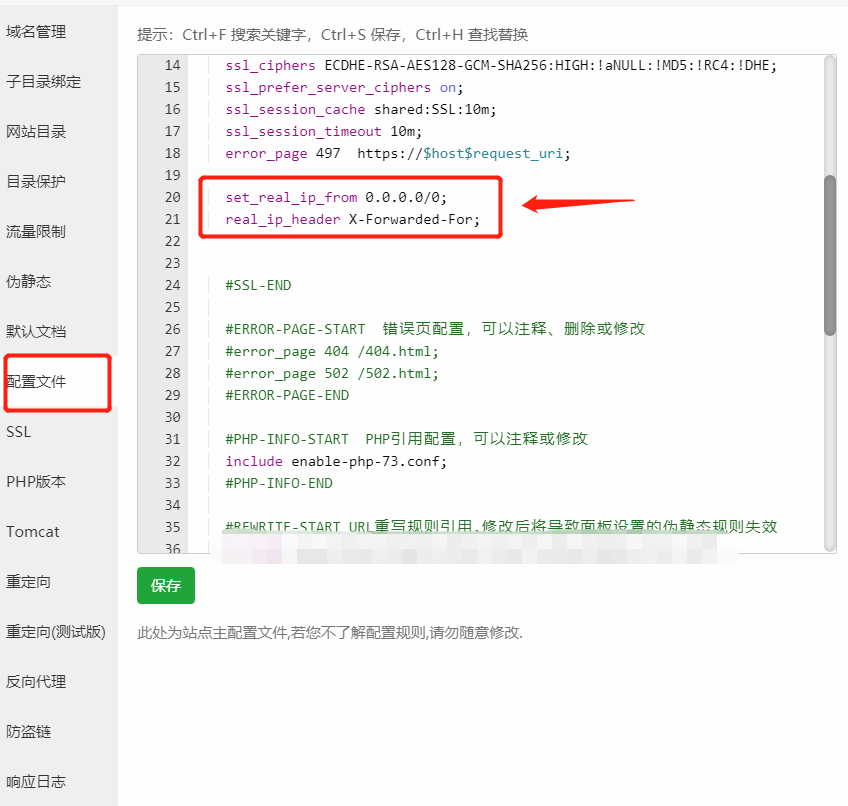 域名管理
子目录绑定
网站目录
目录保护
流量限制
伪静态
默认文档
配置文件
SSL
PHP版本
Tomcat
重定向
重定向(测试版)
反向代理
防盗链
响应日志
提示：Ctrl+F 搜索关键字，Ctrl+S 保存，Ctrl+H 查找替换
14 ssl_ciphers ECDHE-RSA-AES128-GCM-SHA256:HIGH:!aNULL:!MD5:!RC4:!DHE;
15 ssl_prefer_server_ciphers on;
16 ssl_session_cache shared:SSL:10m;
17 ssl_session_timeout 10m;
18 error_page 497  https://$host$request_uri;
19
20 set_real_ip_from 0.0.0.0/0;
21 real_ip_header X-Forwarded-For;
22
23
24 #SSL-END
25
26 #ERROR-PAGE-START  错误页配置，可以注释、删除或修改
27 #error_page 404 /404.html;
28 #error_page 502 /502.html;
29 #ERROR-PAGE-END
30
31 #PHP-INFO-START  PHP引用配置，可以注释或修改
32 include enable-php-73.conf;
33 #PHP-INFO-END
34
35 #REWRITE-START URL重写规则引用,修改后将导致面板设置的伪静态规则失效
36
保存
此处为站点主配置文件,若您不了解配置规则,请勿随意修改.